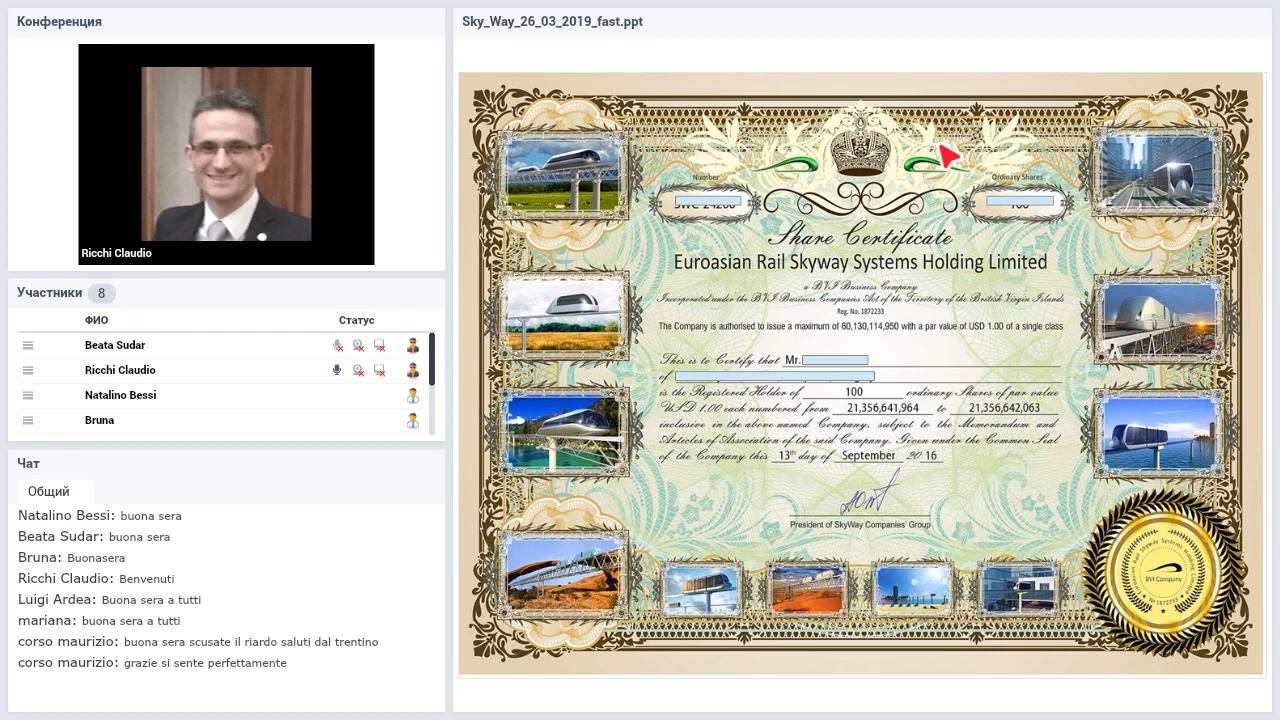 Конференция
Ricchi Claudio
Участники 8
ФИО Статус
Beata Sudar
Ricchi Claudio
Natalino Bessi
Bruna
Чат
Общий
Natalino Bessi: buona sera
Beata Sudar: buona sera
Bruna: Buonasera
Ricchi Claudio: Benvenuti
Luigi Ardea: Buona sera a tutti
mariana: buona sera a tutti
corso maurizio: buona sera scusate il riardo saluti dal trentino
corso maurizio: grazie si sente perfettamente
Sky_Way_26_03_2019_fast.ppt
Number
Ordinary Shares
Share Certificate
Euroasian Rail Skyway Systems Holding Limited
a BVI Business Company
Incorporated under the BVI Business Companies Act of the Territory of the British Virgin Islands
Reg. No. 1872233
The Company is authorised to issue a maximum of 60,130,114,950 with a par value of USD 1.00 of a single class
This is to Certify that Mr.
of
is the Registered Holder of 100 ordinary Shares of par value
USD 1.00 each numbered from 21,356,641,964 to 21,356,642,063
inclusive in the above named Company, subject to the Memorandum and
Articles of Association of the said Company. Given under the Common Seal
of the Company this 13th day of September 20 16
President of SkyWay Companies' Group
Rail Skyway Systems Holding
BVI Company